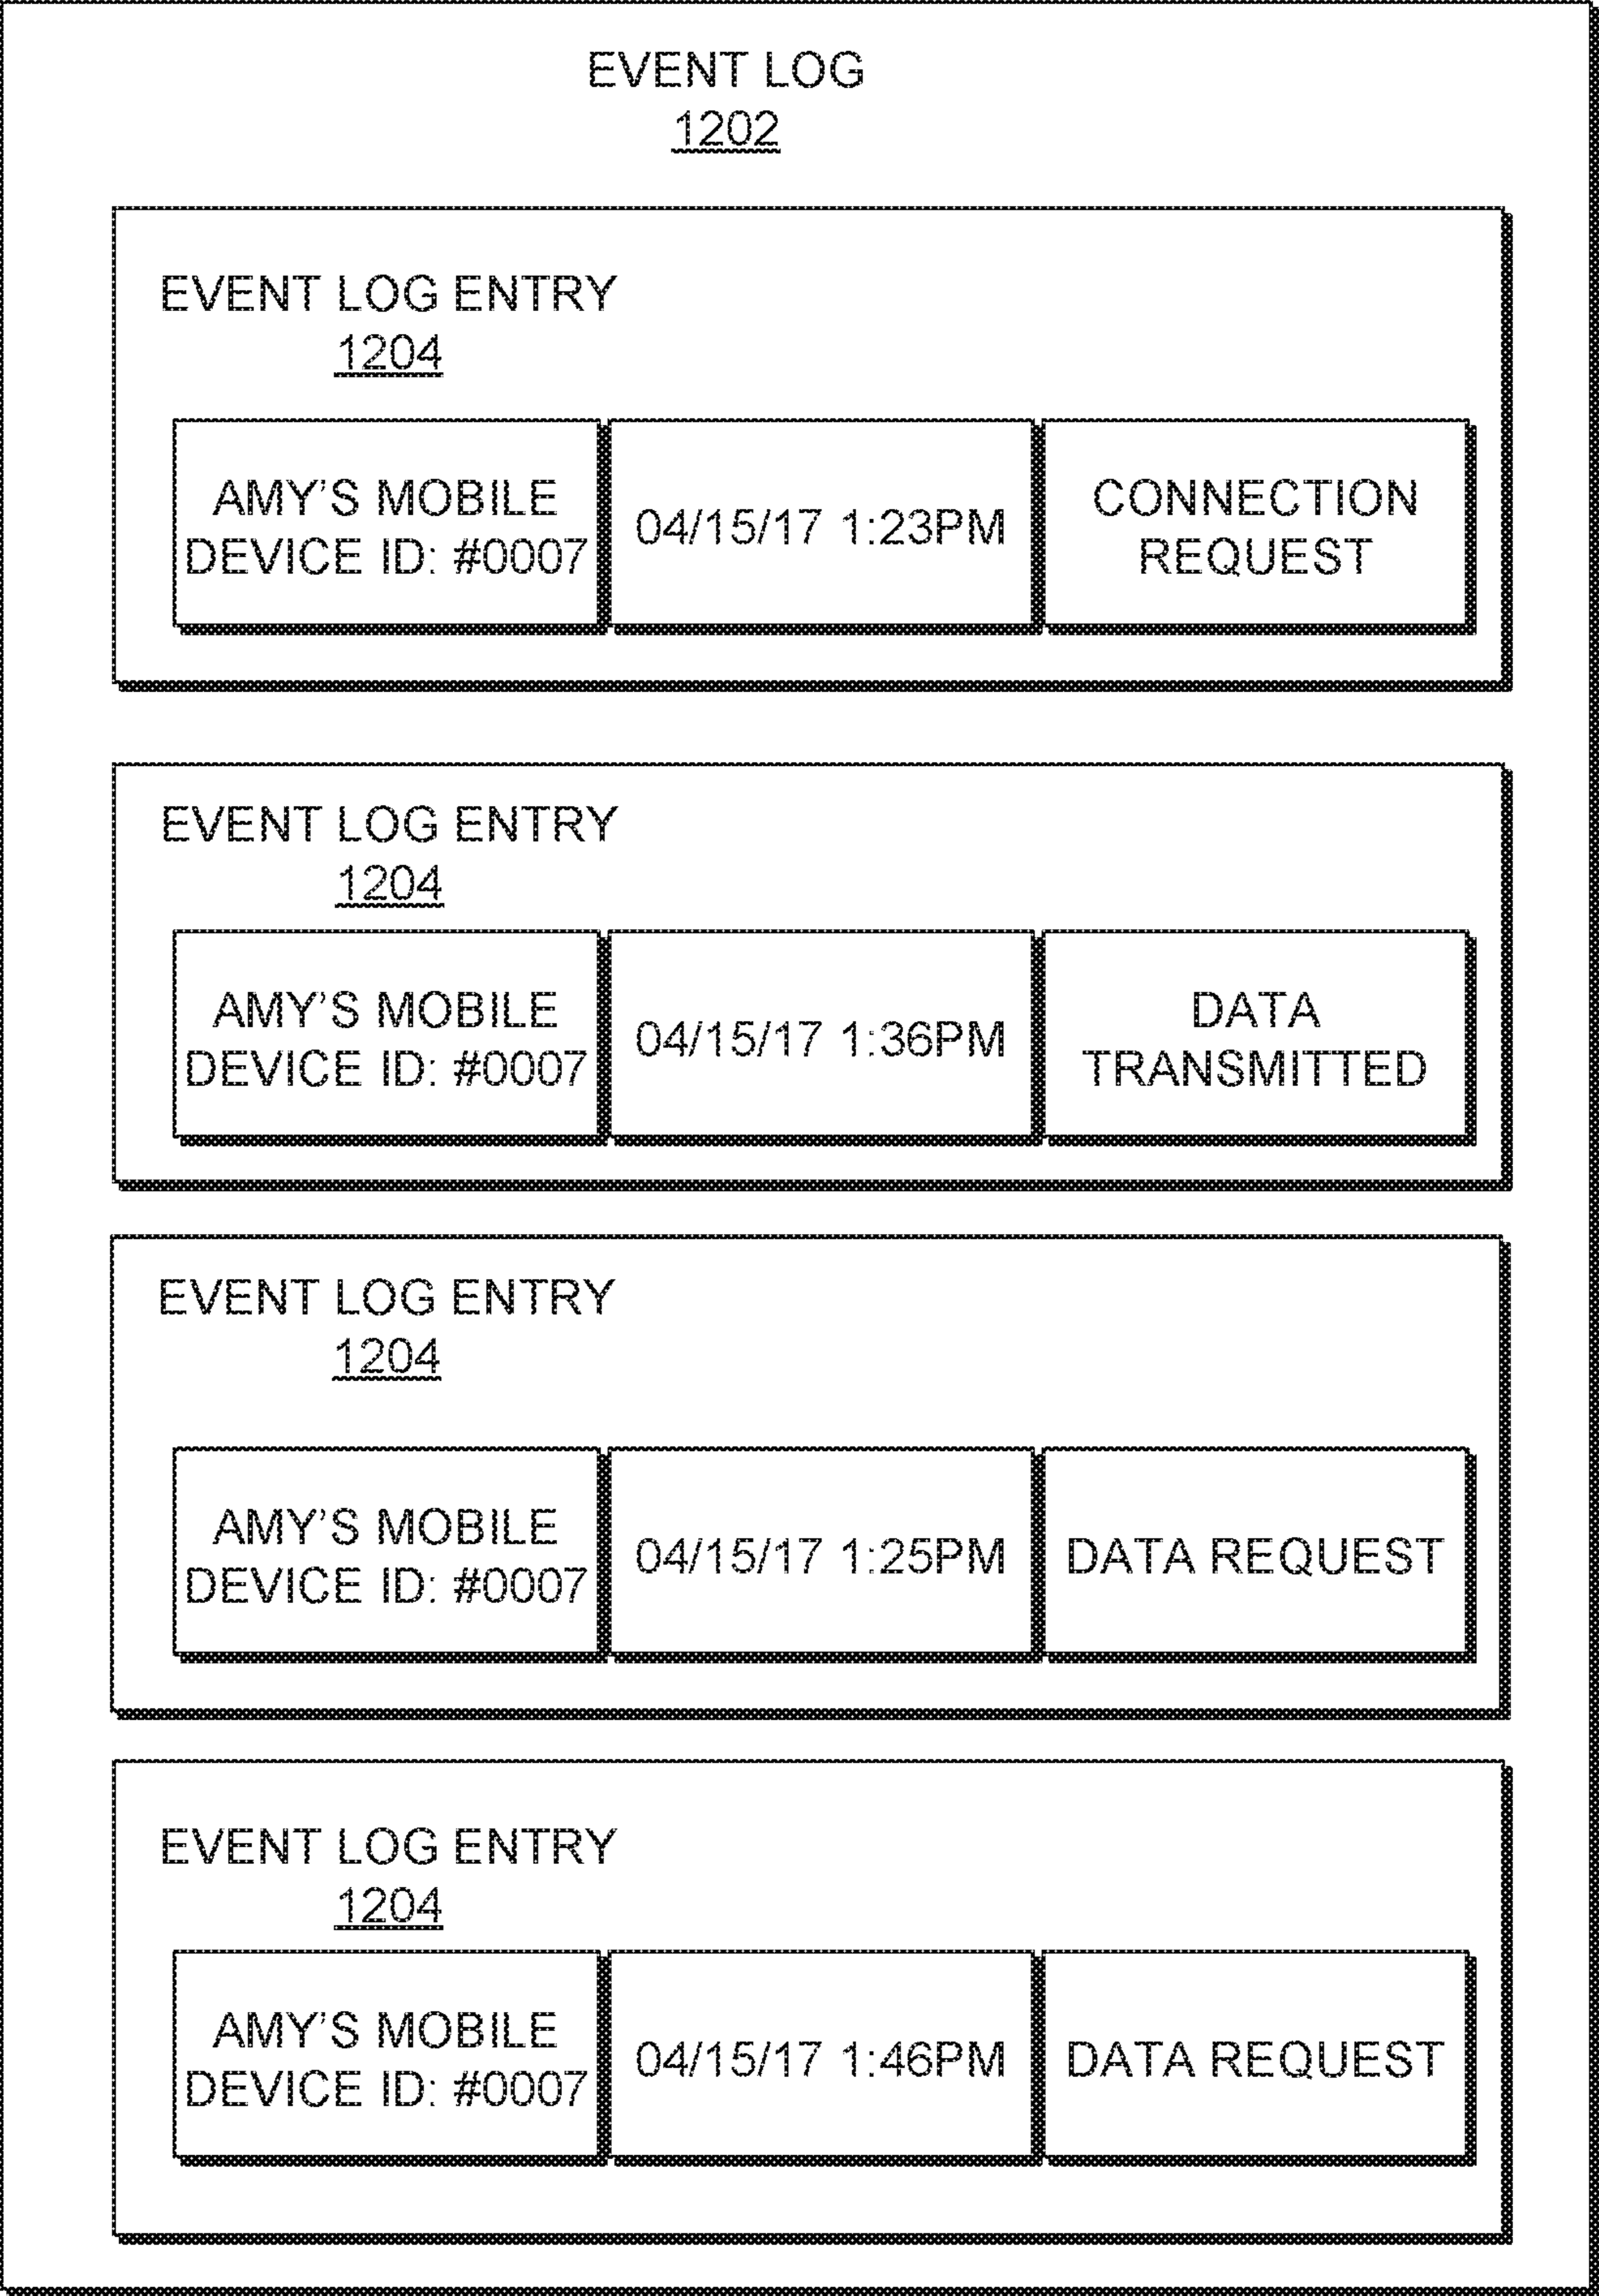 EVENT LOG
1202
EVENT LOG ENTRY
1204
AMY'S MOBILE
DEVICE ID: #0007
04/15/17 1:23PM
CONNECTION
REQUEST
EVENT LOG ENTRY
1204
AMY'S MOBILE
DEVICE ID: #0007
04/15/17 1:36PM
DATA
TRANSMITTED
EVENT LOG ENTRY
1204
AMY'S MOBILE
DEVICE ID: #0007
04/15/17 1:25PM
DATA REQUEST
EVENT LOG ENTRY
1204
AMY'S MOBILE
DEVICE ID: #0007
04/15/17 1:46PM
DATA REQUEST